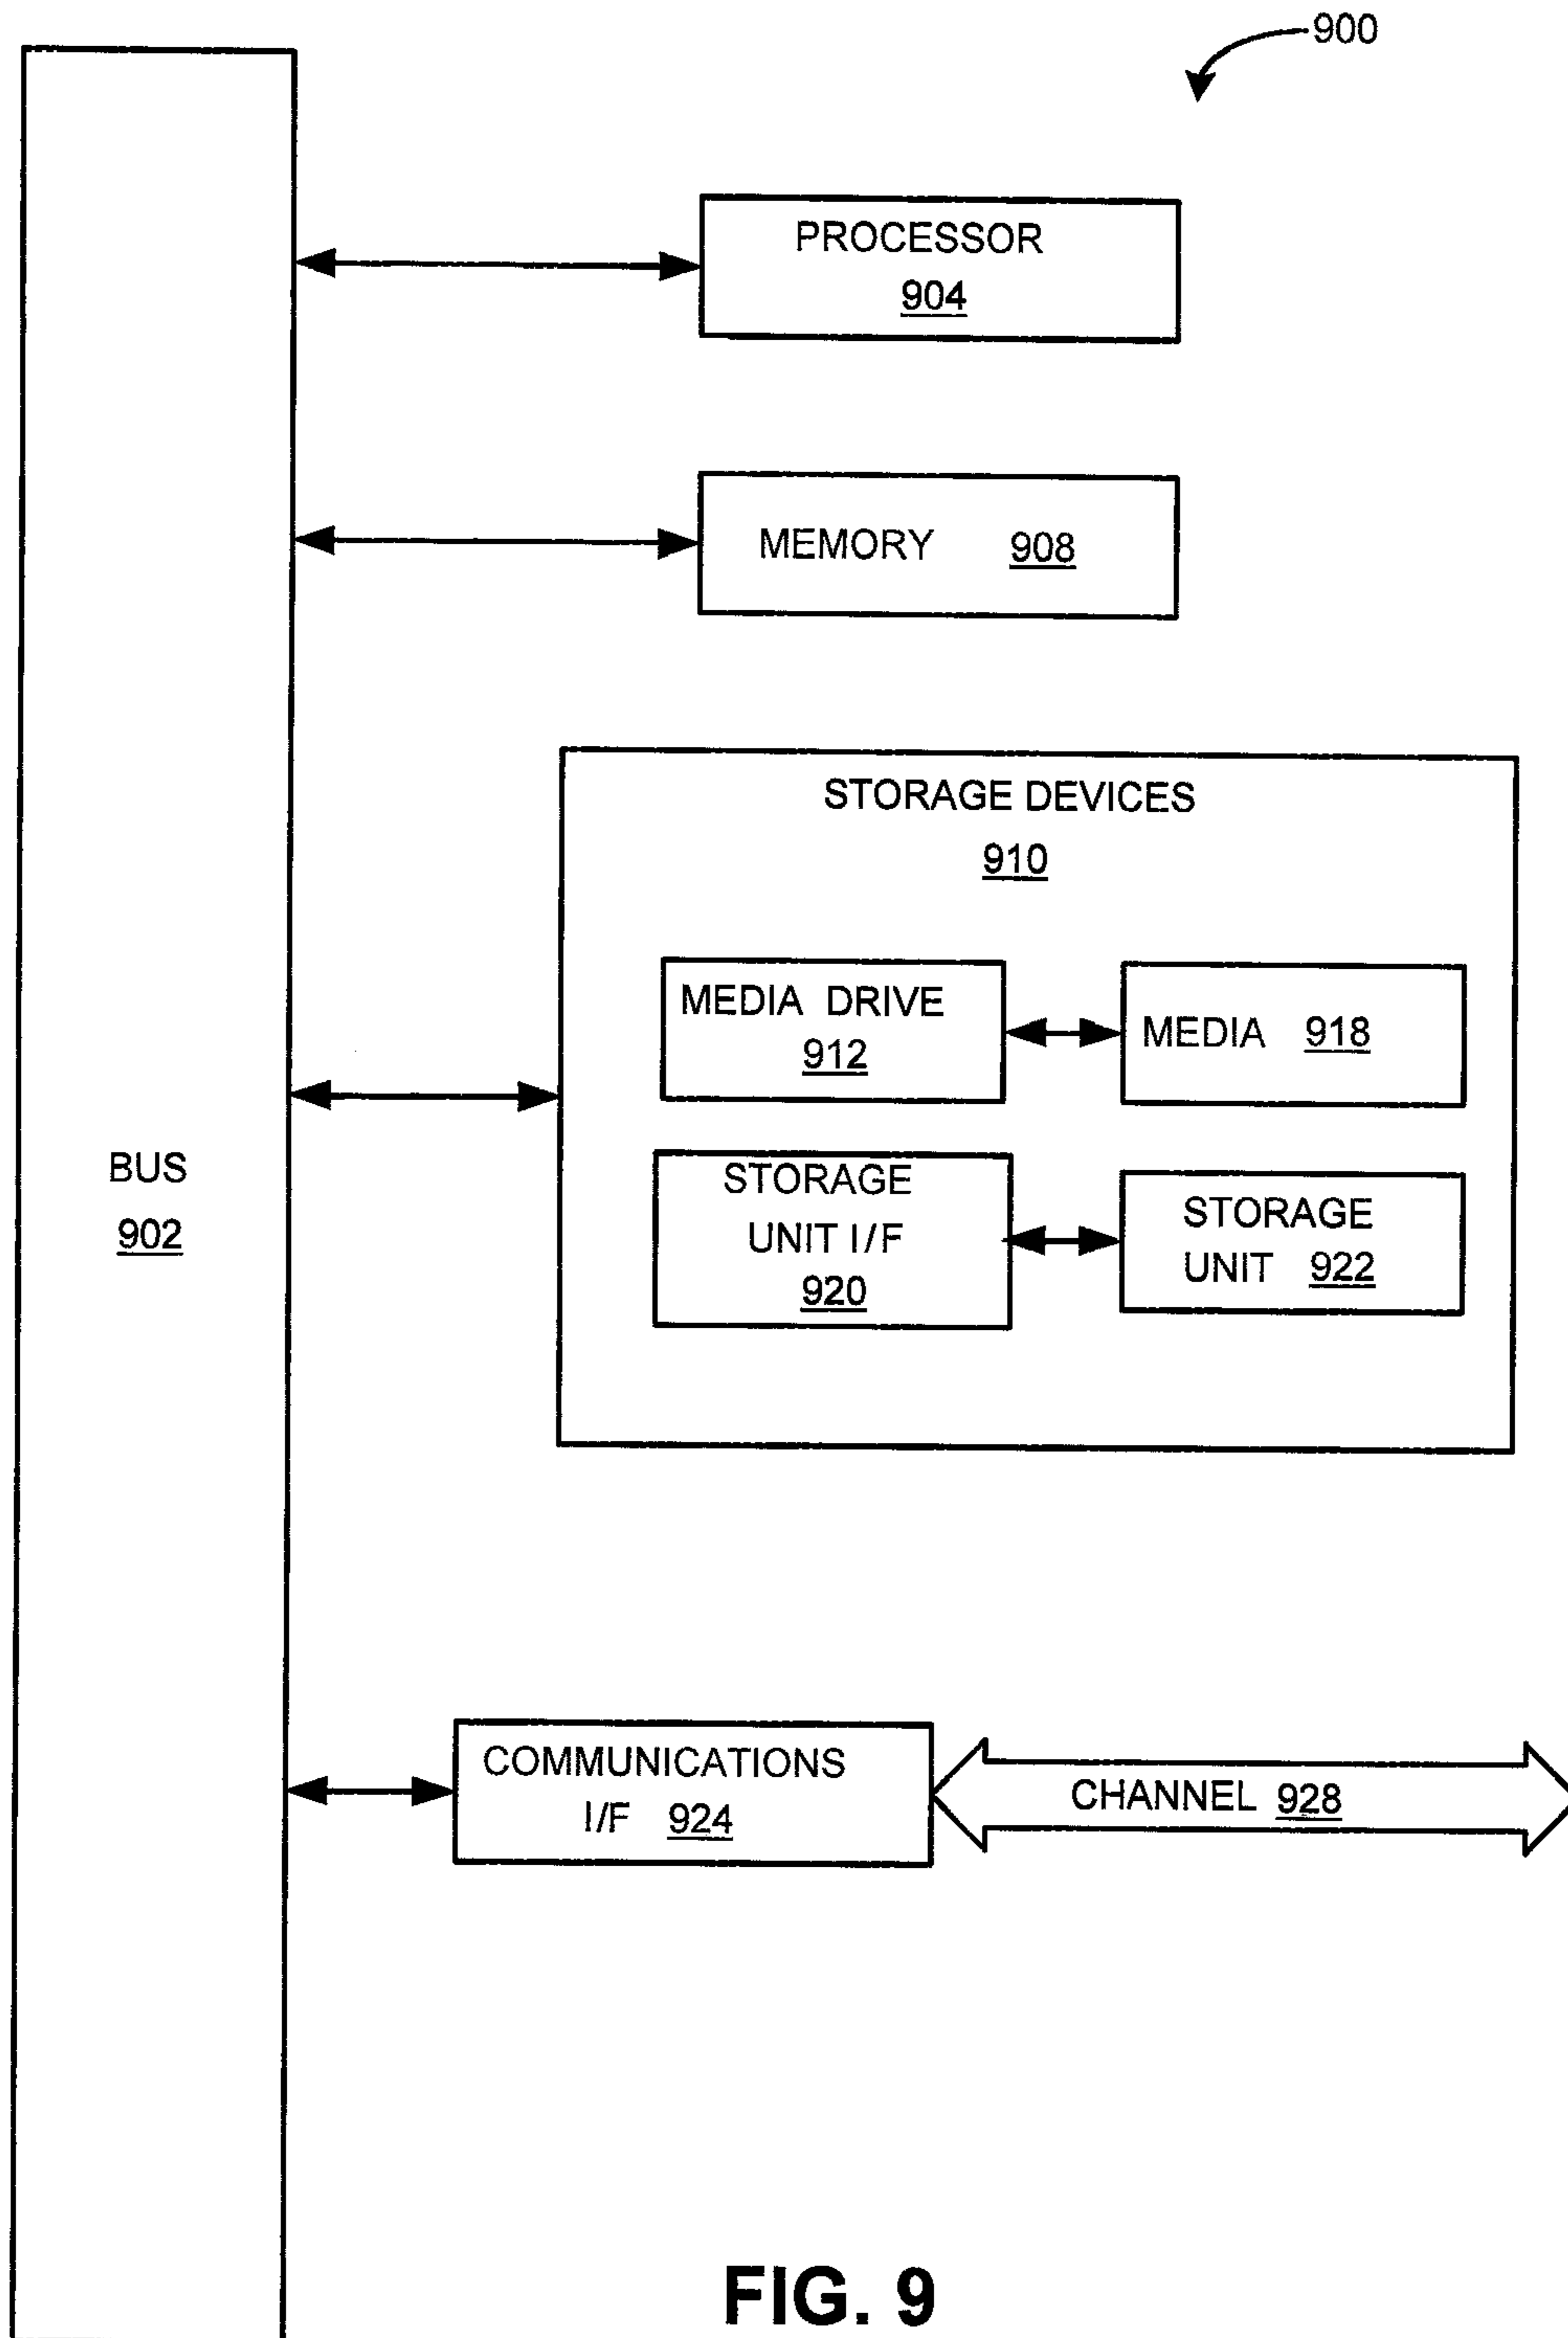 900
PROCESSOR
904
MEMORY 908
STORAGE DEVICES
910
MEDIA DRIVE
912
MEDIA 918
BUS
902
STORAGE
UNIT I/F
920
STORAGE
UNIT 922
COMMUNICATIONS
I/F 924
CHANNEL 928
FIG. 9